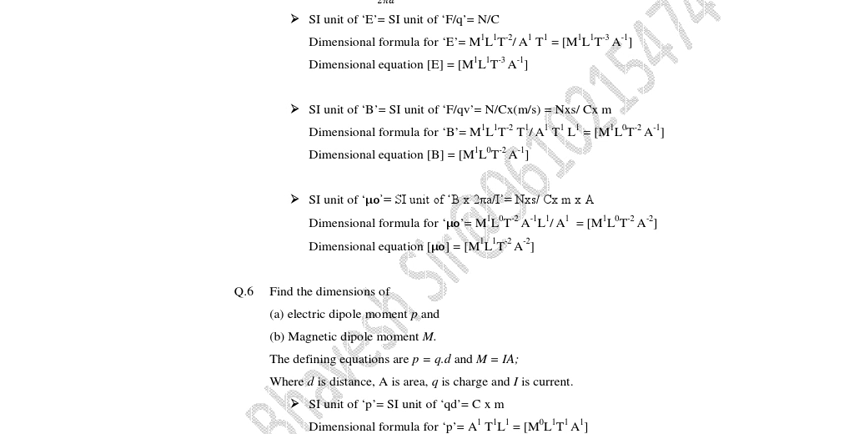 2πa
➢ SI unit of ‘E’= SI unit of ‘F/q’= N/C
Dimensional formula for ‘E’= M¹L¹T⁻²/ A¹ T¹ = [M¹L¹T⁻³ A⁻¹]
Dimensional equation [E] = [M¹L¹T⁻³ A⁻¹]
➢ SI unit of ‘B’= SI unit of ‘F/qv’= N/Cx(m/s) = Nxs/ Cx m
Dimensional formula for ‘B’= M¹L¹T⁻² T¹/ A¹ T¹ L¹ = [M¹L⁰T⁻² A⁻¹]
Dimensional equation [B] = [M¹L⁰T⁻² A⁻¹]
➢ SI unit of ‘μo’= SI unit of ‘B x 2πa/I’= Nxs/ Cx m x A
Dimensional formula for ‘μo’= M¹L⁰T⁻² A⁻¹L¹/ A¹ = [M¹L⁰T⁻² A⁻²]
Dimensional equation [μo] = [M¹L¹T⁻² A⁻²]
Q.6 Find the dimensions of
(a) electric dipole moment p and
(b) Magnetic dipole moment M.
The defining equations are p = q.d and M = IA;
Where d is distance, A is area, q is charge and I is current.
➢ SI unit of ‘p’= SI unit of ‘qd’= C x m
Dimensional formula for ‘p’= A¹ T¹L¹ = [M⁰L¹T¹ A¹]
Bhavesh Sir@9610215474